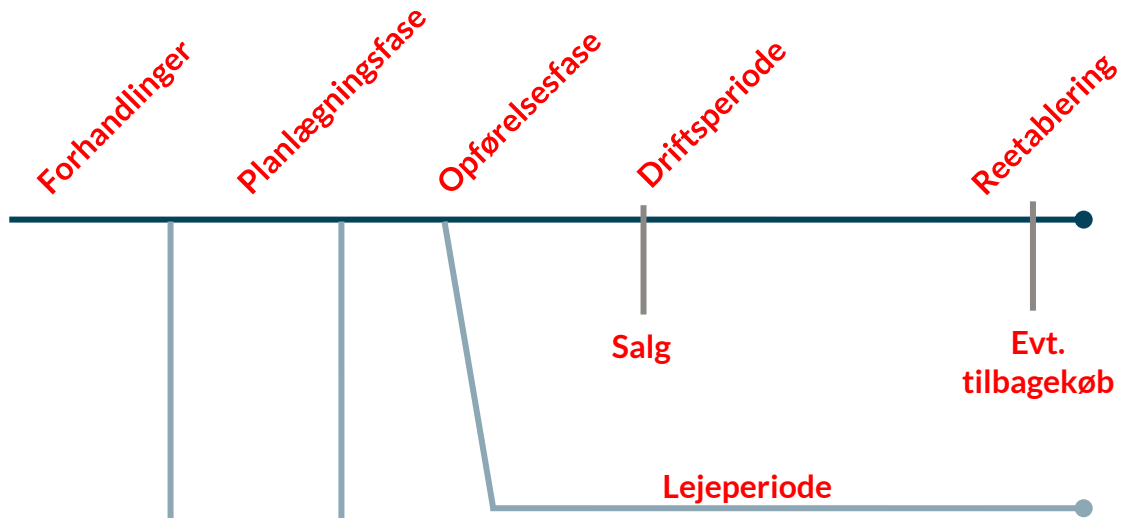 Forhandlinger
Planlægningsfase
Opførelsesfase
Driftsperiode
Reetablering
Salg
Evt.
tilbagekøb
Lejeperiode